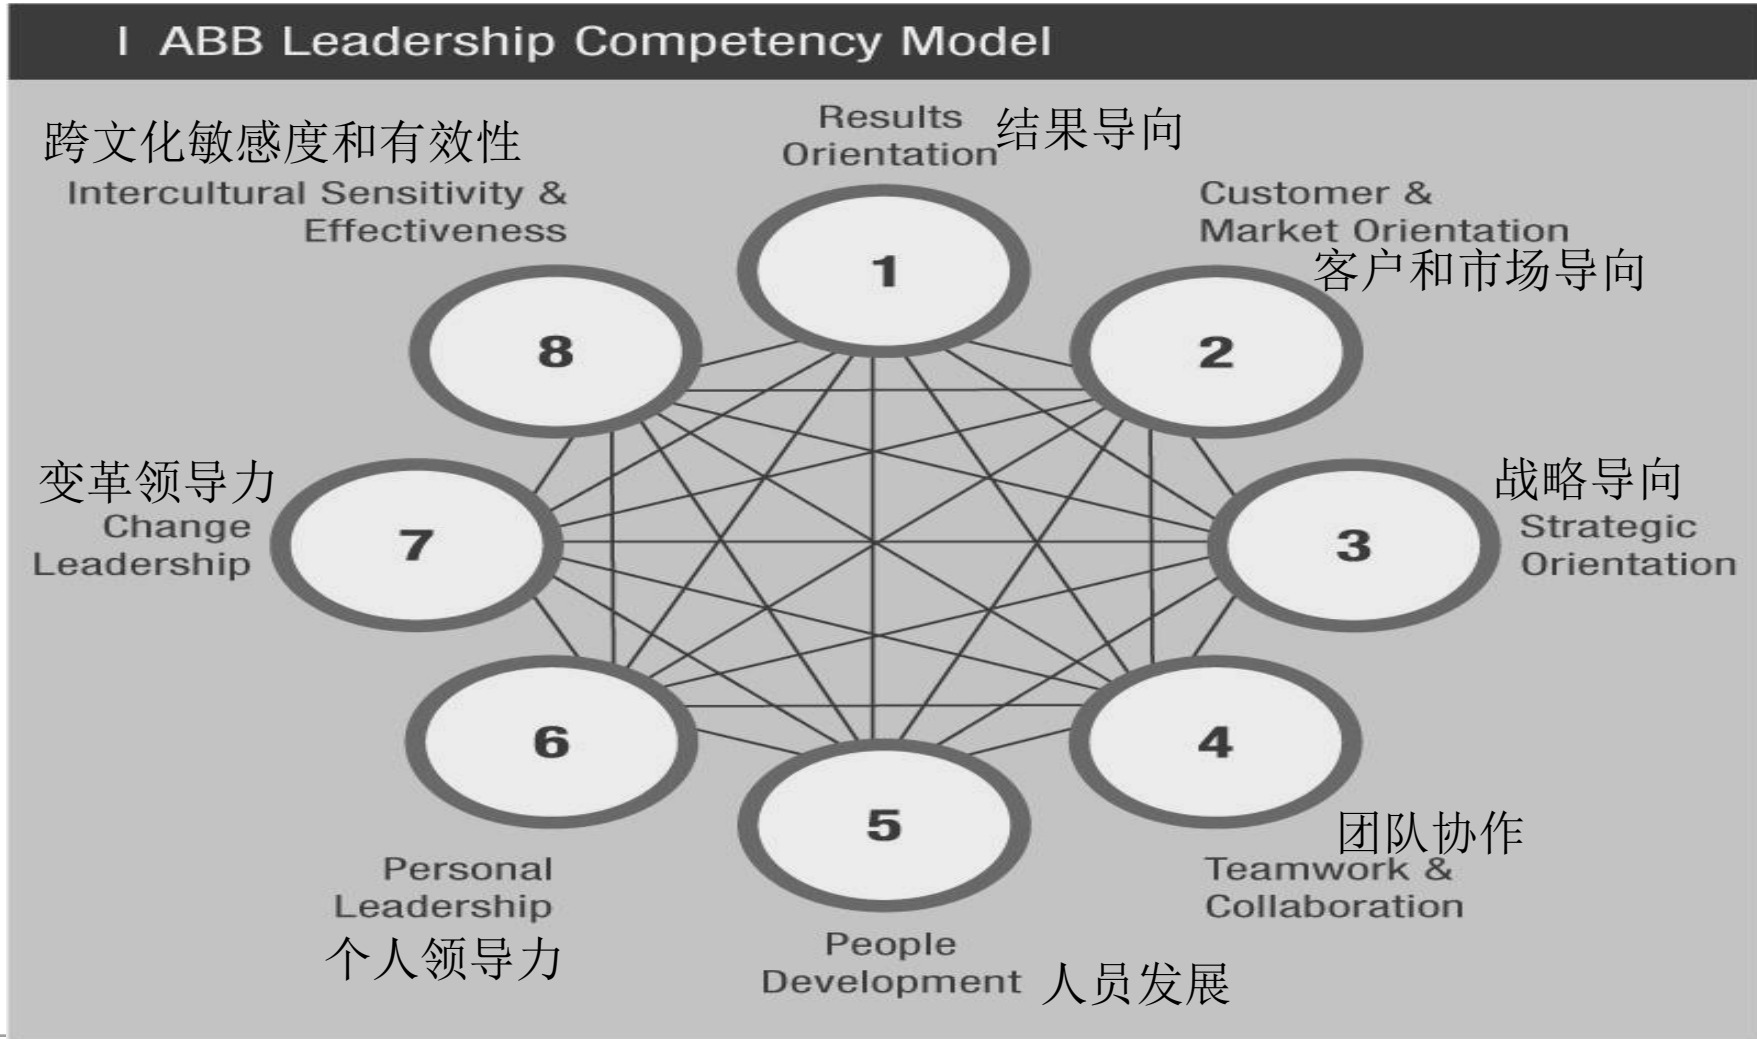 I ABB Leadership Competency Model
跨文化敏感度和有效性
Intercultural Sensitivity &
Effectiveness
Results
Orientation
结果导向
Customer &
Market Orientation
客户和市场导向
1
8
2
变革领导力
Change
Leadership
7
3
战略导向
Strategic
Orientation
6
4
5
Personal
Leadership
个人领导力
People
Development
人员发展
团队协作
Teamwork &
Collaboration